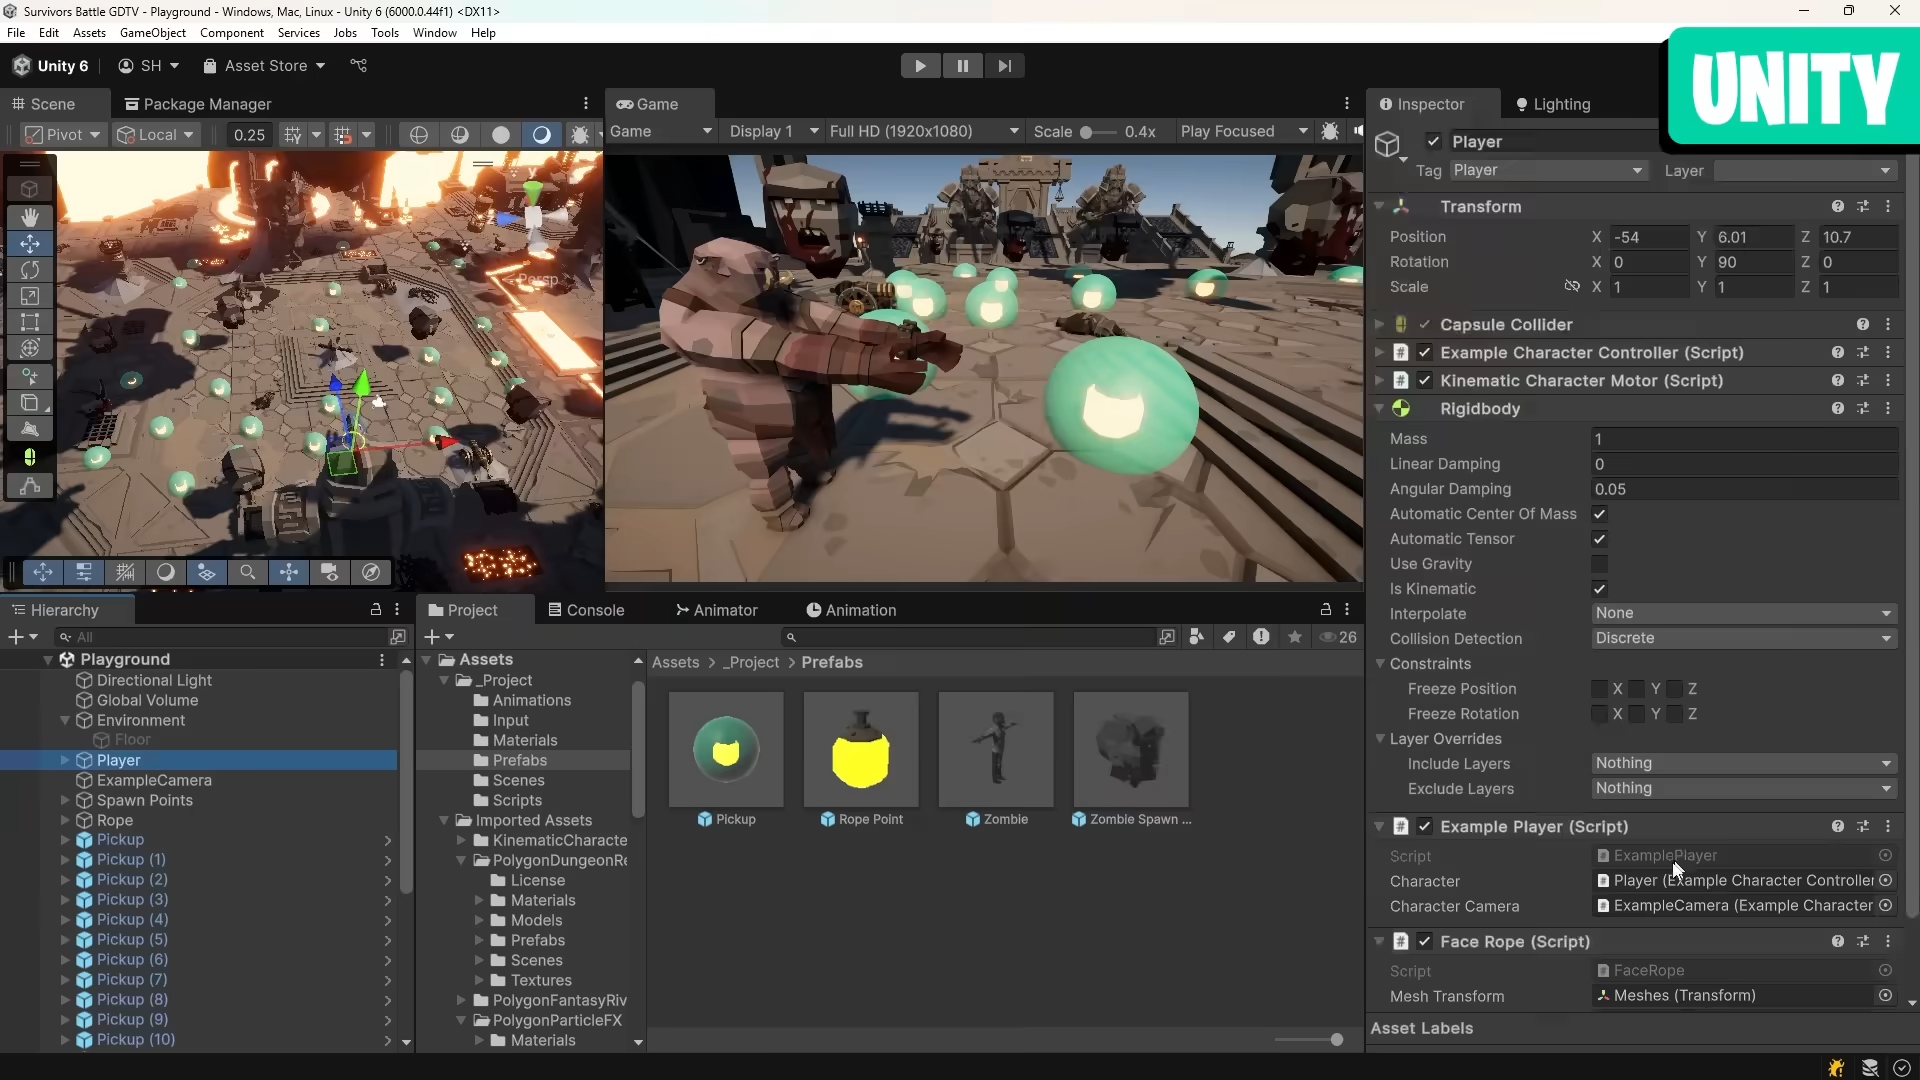 Survivors Battle GDTV - Playground - Windows, Mac, Linux - Unity 6 (6000.0.44f1) <DX11>
File Edit Assets GameObject Component Services Jobs Tools Window Help
Unity 6 SH Asset Store
UNITY
Scene Package Manager
Pivot Local 0.25
y
Persp
Game
Game Display 1 Full HD (1920x1080) Scale 0.4x Play Focused
Inspector Lighting
Player
Tag Player Layer
Transform
Position X -54 Y 6.01 Z 10.7
Rotation X 0 Y 90 Z 0
Scale X 1 Y 1 Z 1
Capsule Collider
Example Character Controller (Script)
Kinematic Character Motor (Script)
Rigidbody
Mass 1
Linear Damping 0
Angular Damping 0.05
Automatic Center Of Mass
Automatic Tensor
Use Gravity
Is Kinematic
Interpolate None
Collision Detection Discrete
Constraints
Freeze Position X Y Z
Freeze Rotation X Y Z
Layer Overrides
Include Layers Nothing
Exclude Layers Nothing
Example Player (Script)
Script ExamplePlayer
Character Player (Example Character Controller
Character Camera ExampleCamera (Example Character
Face Rope (Script)
Script FaceRope
Mesh Transform Meshes (Transform)
Asset Labels
Hierarchy
All
Playground
Directional Light
Global Volume
Environment
Floor
Player
ExampleCamera
Spawn Points
Rope
Pickup
Pickup (1)
Pickup (2)
Pickup (3)
Pickup (4)
Pickup (5)
Pickup (6)
Pickup (7)
Pickup (8)
Pickup (9)
Pickup (10)
Project Console Animator Animation
26
Assets
_Project
Animations
Input
Materials
Prefabs
Scenes
Scripts
Imported Assets
KinematicCharacte
PolygonDungeonRe
License
Materials
Models
Prefabs
Scenes
Textures
PolygonFantasyRiv
PolygonParticleFX
Materials
Assets > _Project > Prefabs
Pickup Rope Point Zombie Zombie Spawn ...